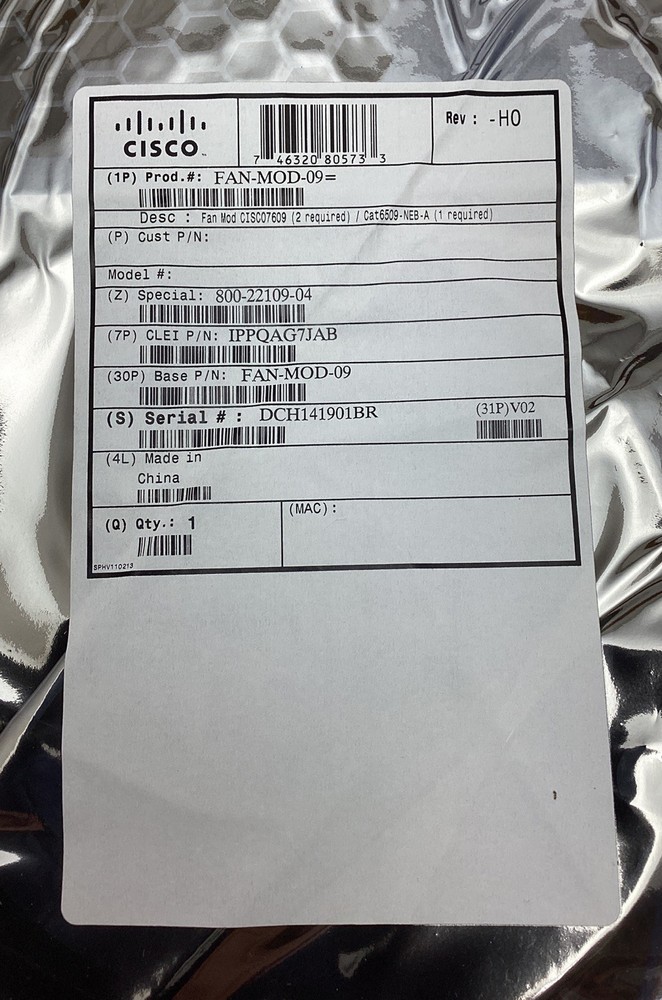 CISCO
7 46320 80573 3
Rev : -H0
(1P) Prod.#: FAN-MOD-09=
Desc : Fan Mod CISCO7609 (2 required) / Cat6509-NEB-A (1 required)
(P) Cust P/N:
Model #:
(Z) Special: 800-22109-04
(7P) CLEI P/N: IPPQAG7JAB
(30P) Base P/N: FAN-MOD-09
(S) Serial # : DCH141901BR
(31P)V02
(4L) Made in
China
(Q) Qty.: 1
(MAC) :
SPHV110213